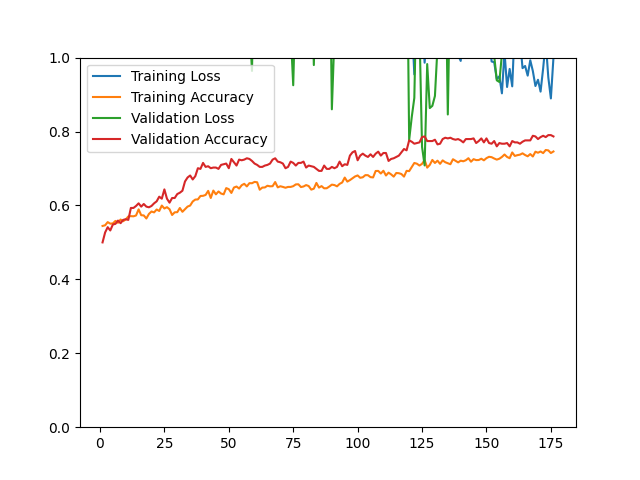 1.0
0.8
0.6
0.4
0.2
0.0
Training Loss
Training Accuracy
Validation Loss
Validation Accuracy
0 25 50 75 100 125 150 175